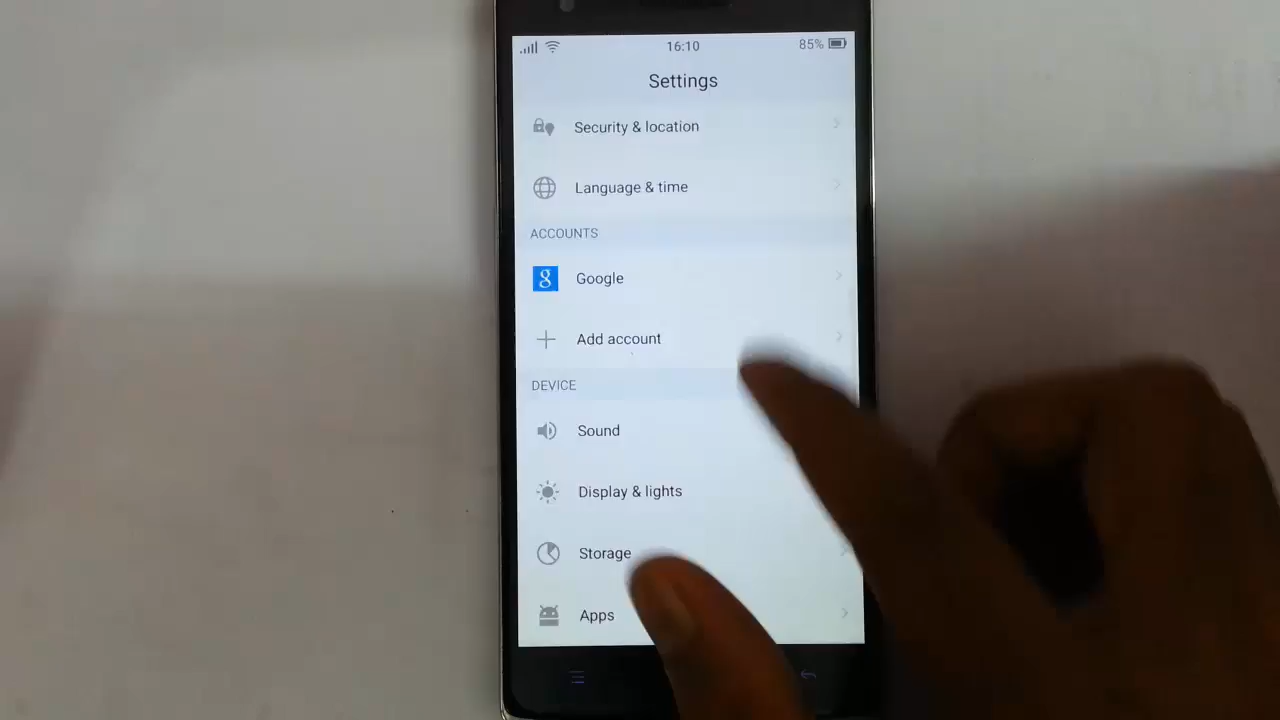 16:10
85%
Settings
Security & location
Language & time
ACCOUNTS
g
Google
Add account
DEVICE
Sound
Display & lights
Storage
Apps